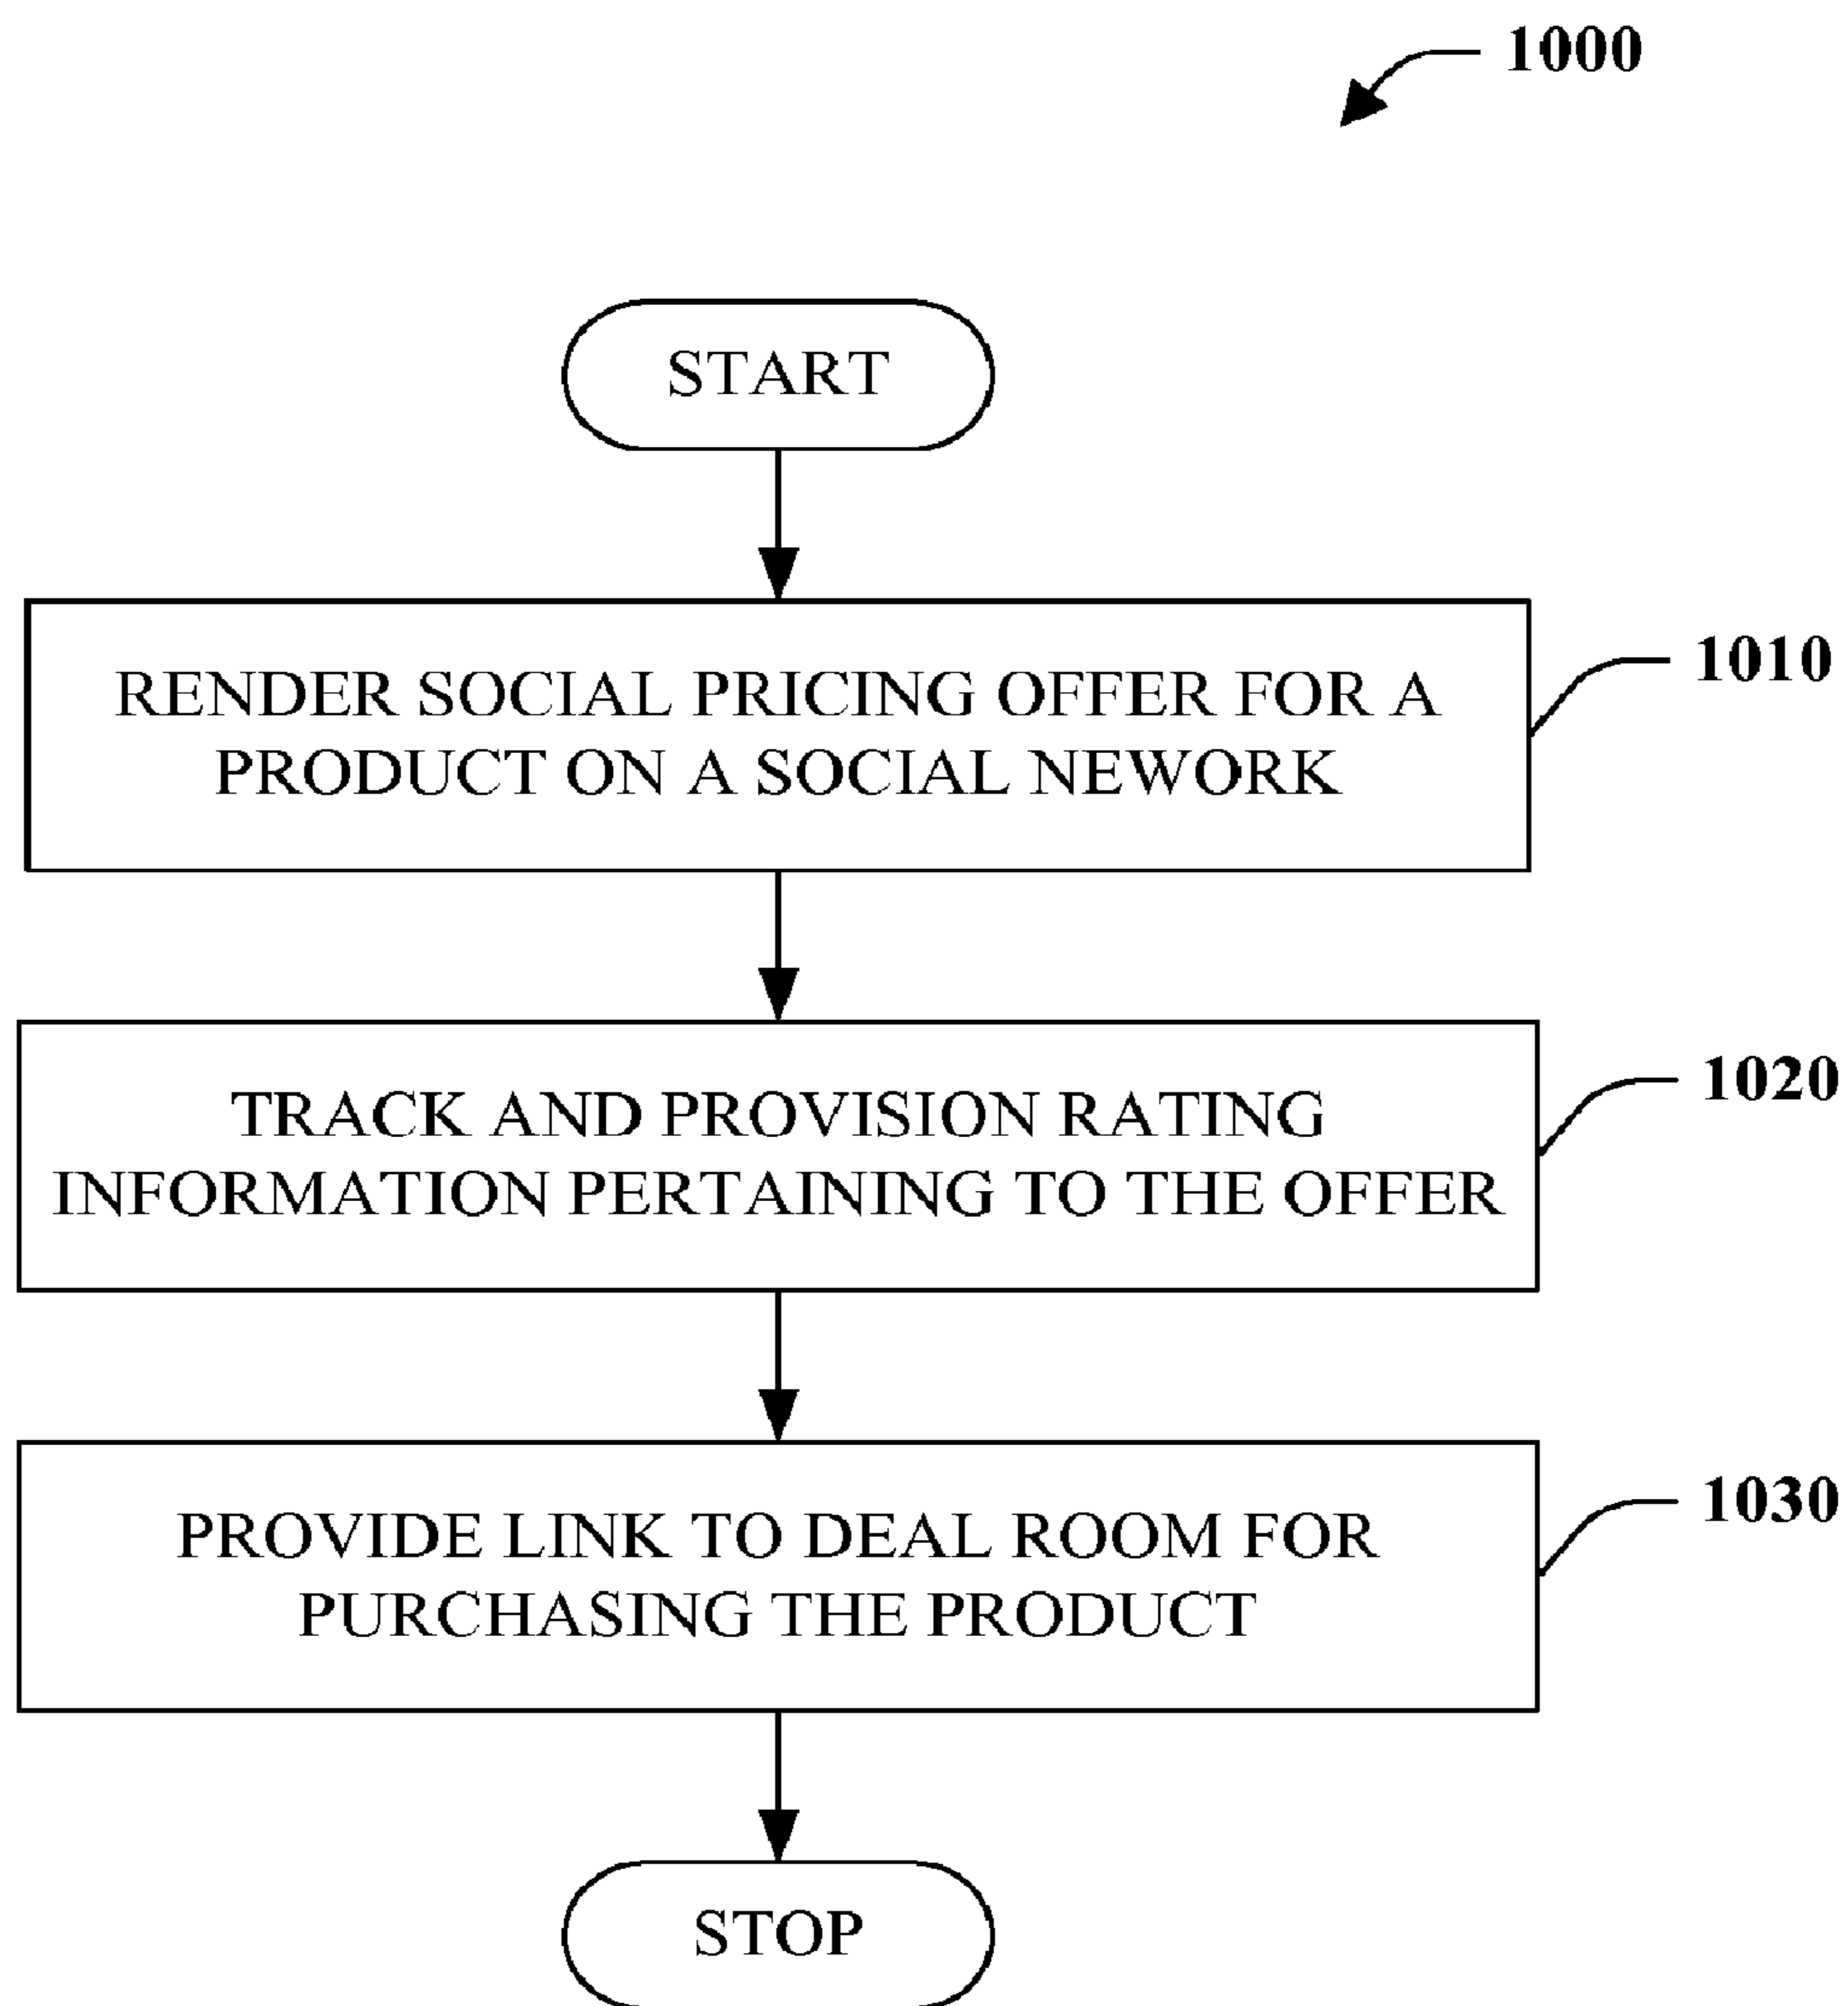 1000
START
RENDER SOCIAL PRICING OFFER FOR A
PRODUCT ON A SOCIAL NEWORK
1010
TRACK AND PROVISION RATING
INFORMATION PERTAINING TO THE OFFER
1020
PROVIDE LINK TO DEAL ROOM FOR
PURCHASING THE PRODUCT
1030
STOP